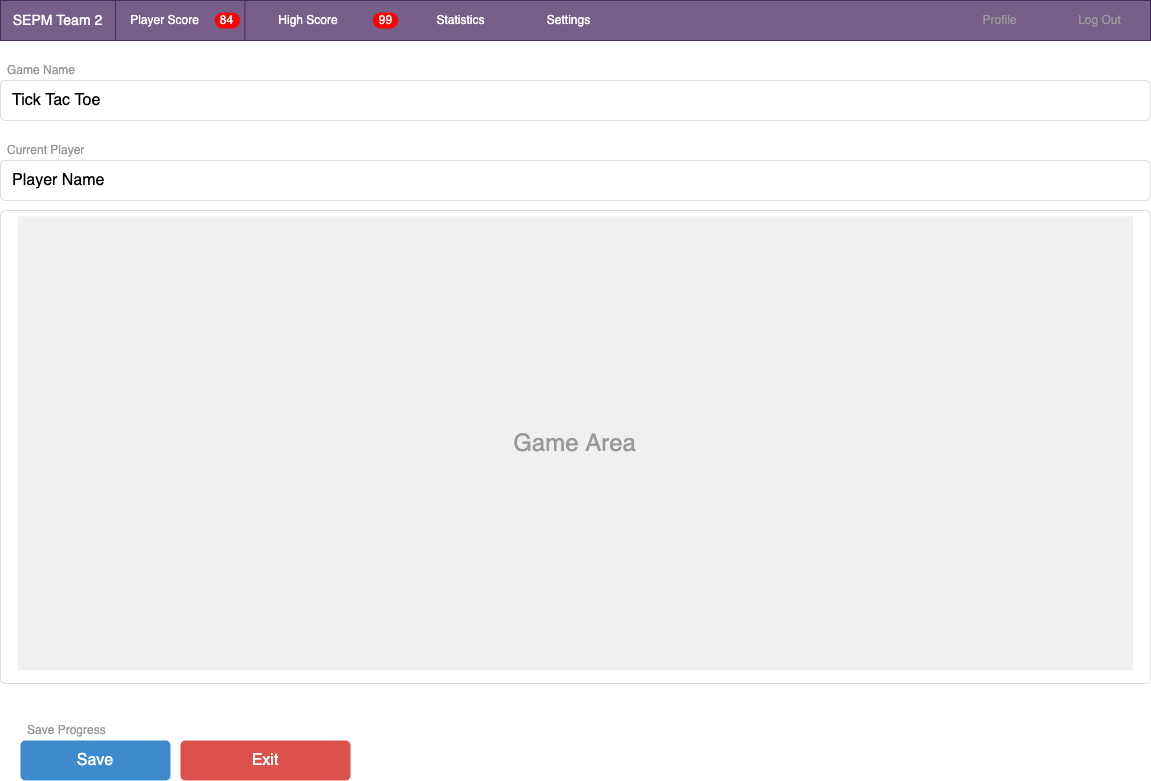 SEPM Team 2 Player Score 84 High Score 99 Statistics Settings Profile Log Out
Game Name
Tick Tac Toe
Current Player
Player Name
Game Area
Save Progress
Save Exit